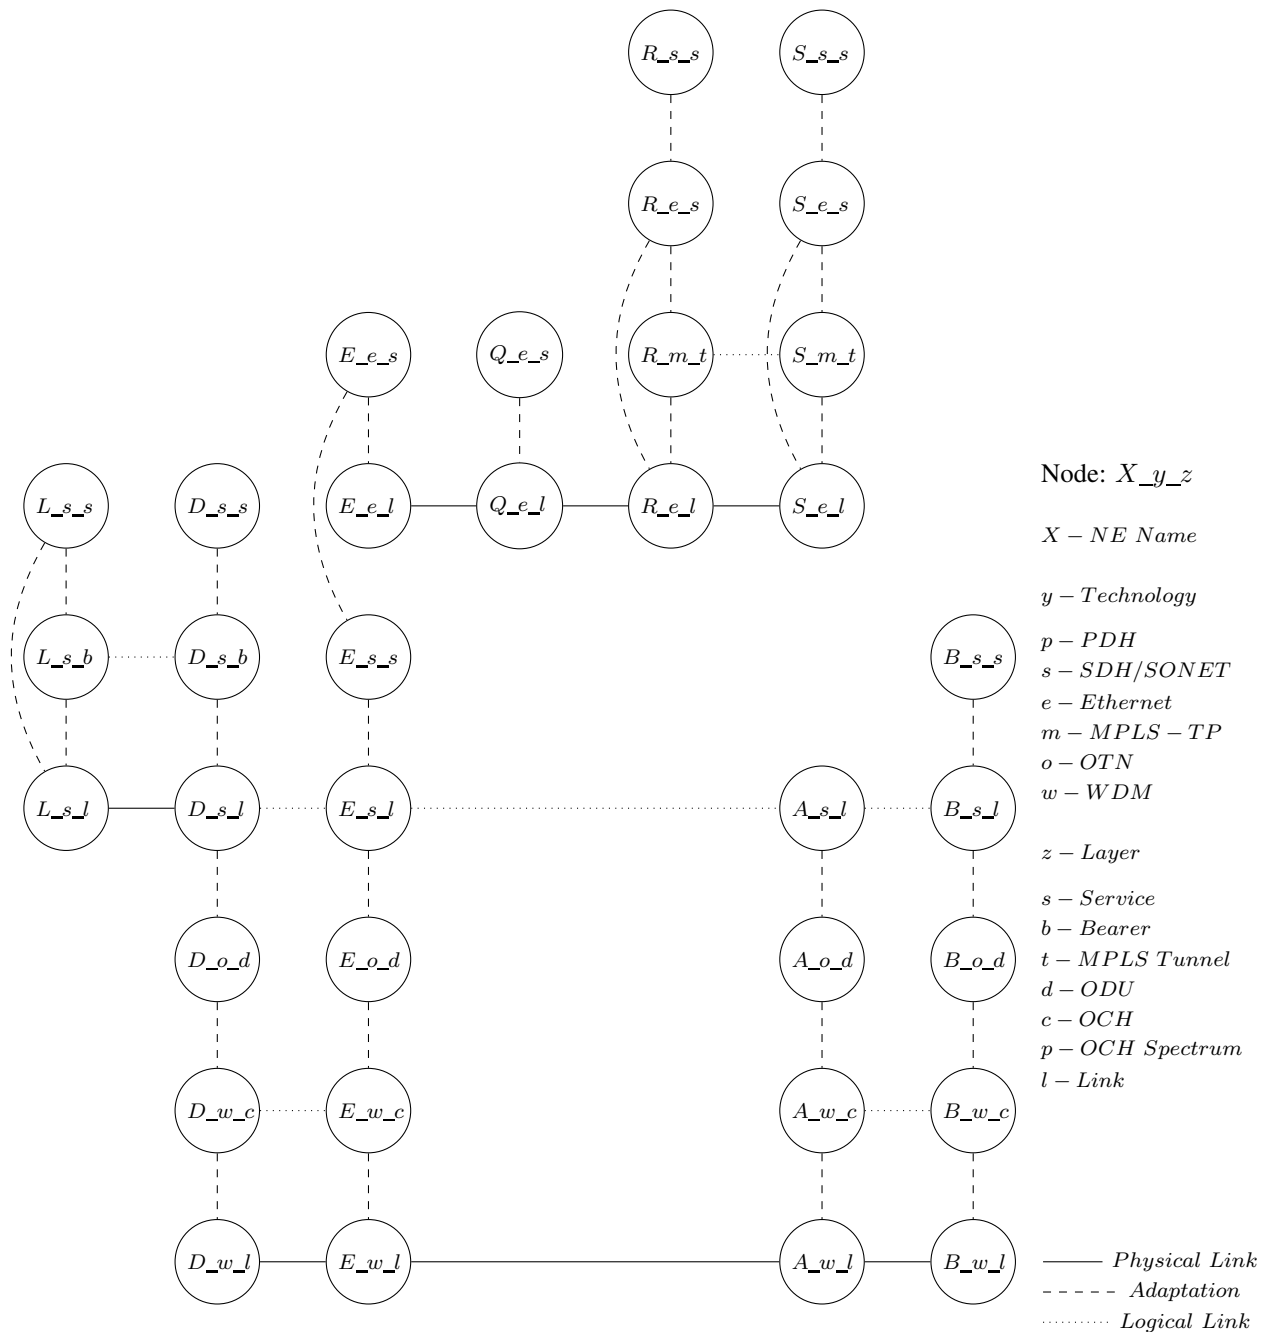 R_s_s S_s_s
R_e_s S_e_s
E_e_s Q_e_s R_m_t S_m_t
L_s_s D_s_s E_e_l Q_e_l R_e_l S_e_l
L_s_b D_s_b E_s_s B_s_s
L_s_l D_s_l E_s_l A_s_l B_s_l
D_o_d E_o_d A_o_d B_o_d
D_w_c E_w_c A_w_c B_w_c
D_w_l E_w_l A_w_l B_w_l
Node: X_y_z
X − NE Name
y − Technology
p − PDH
s − SDH/SONET
e − Ethernet
m − MPLS − TP
o − OTN
w − WDM
z − Layer
s − Service
b − Bearer
t − MPLS Tunnel
d − ODU
c − OCH
p − OCH Spectrum
l − Link
Physical Link
Adaptation
Logical Link